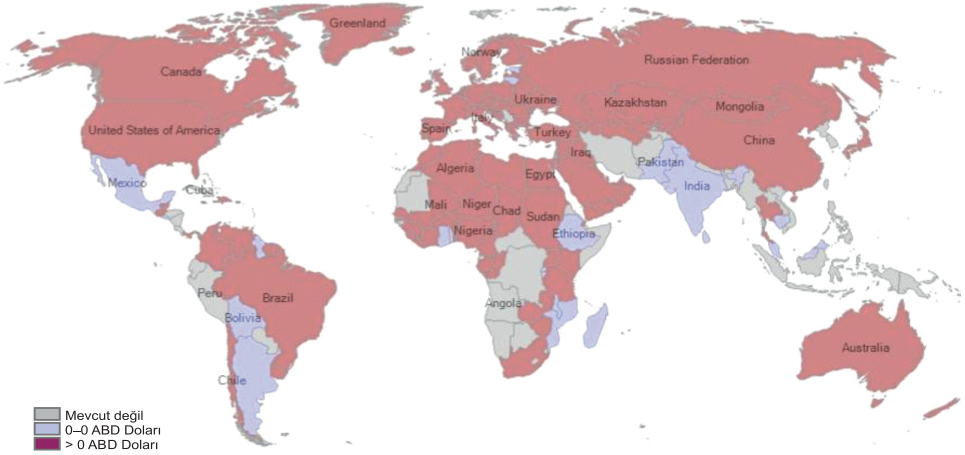 Greenland
Norway
Russian Federation
Canada
Ukraine
Kazakhstan
Mongolia
United States of America
Spain
Italy
Turkey
China
Iraq
Pakistan
Algeria
Egypt
Mexico
Cuba
India
Mali
Niger
Chad
Sudan
Nigeria
Ethiopia
Peru
Brazil
Angola
Bolivia
Australia
Chile
Mevcut değil
0–0 ABD Doları
> 0 ABD Doları